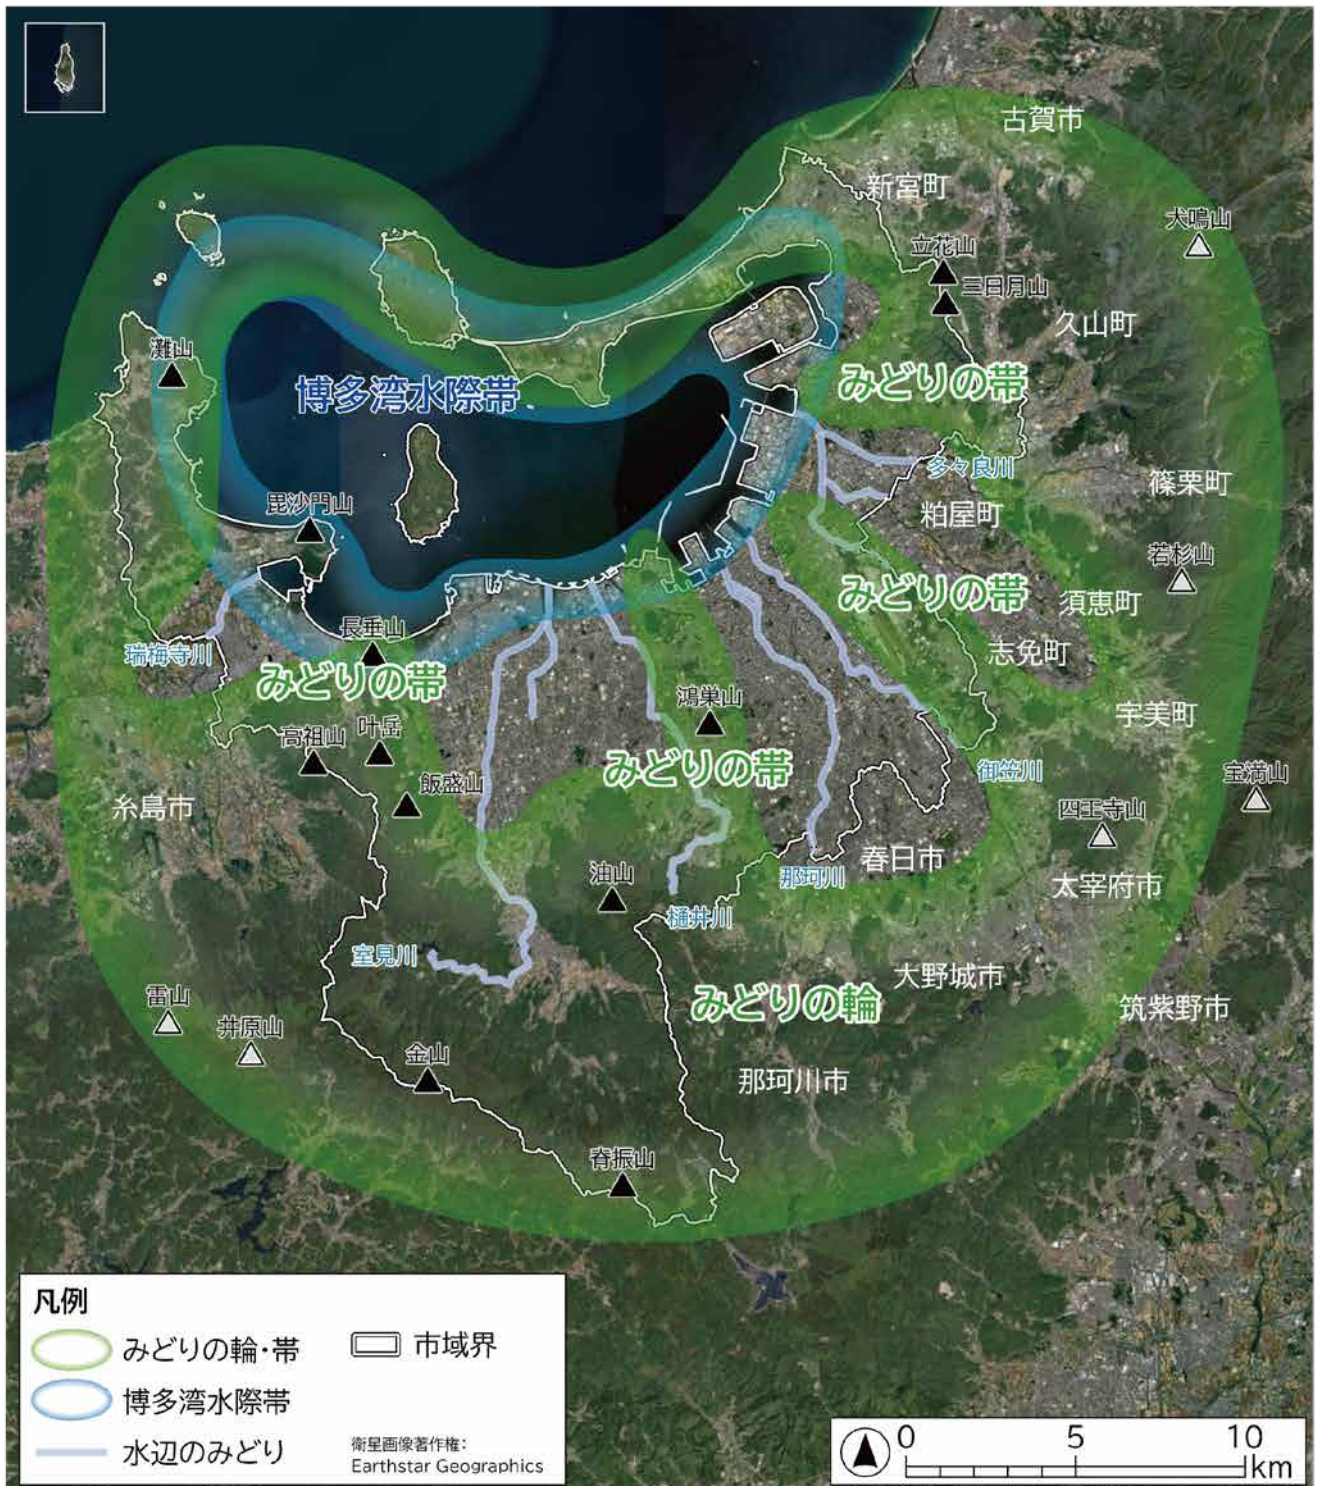 古賀市
新宮町
犬鳴山
立花山
三日月山
久山町
灘山
博多湾水際帯
みどりの帯
多々良川
篠栗町
毘沙門山
粕屋町
若杉山
みどりの帯
須恵町
長垂山
瑞梅寺川
志免町
みどりの帯
鴻巣山
宇美町
叶岳
高祖山
みどりの帯
御笠川
宝満山
飯盛山
糸島市
四王寺山
春日市
油山
那珂川
太宰府市
樋井川
室見川
大野城市
雷山
みどりの輪
筑紫野市
井原山
金山
那珂川市
脊振山
凡例
みどりの輪・帯
市域界
博多湾水際帯
水辺のみどり
衛星画像著作権:
Earthstar Geographics
0 5 10
km